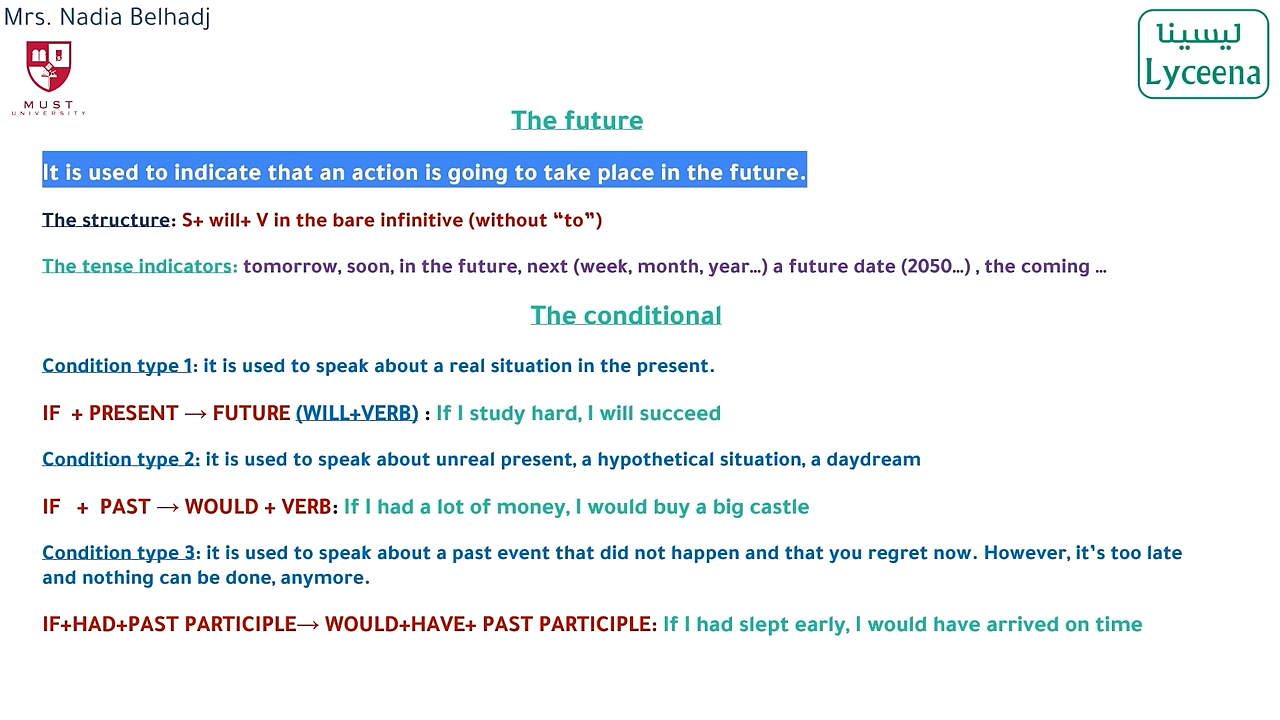 Mrs. Nadia Belhadj
MUST
UNIVERSITY
ليسينا
Lyceena
The future
It is used to indicate that an action is going to take place in the future.
The structure: S+ will+ V in the bare infinitive (without “to”)
The tense indicators: tomorrow, soon, in the future, next (week, month, year…) a future date (2050…) , the coming …
The conditional
Condition type 1: it is used to speak about a real situation in the present.
IF + PRESENT → FUTURE (WILL+VERB) : If I study hard, I will succeed
Condition type 2: it is used to speak about unreal present, a hypothetical situation, a daydream
IF + PAST → WOULD + VERB: If I had a lot of money, I would buy a big castle
Condition type 3: it is used to speak about a past event that did not happen and that you regret now. However, it’s too late
and nothing can be done, anymore.
IF+HAD+PAST PARTICIPLE→ WOULD+HAVE+ PAST PARTICIPLE: If I had slept early, I would have arrived on time